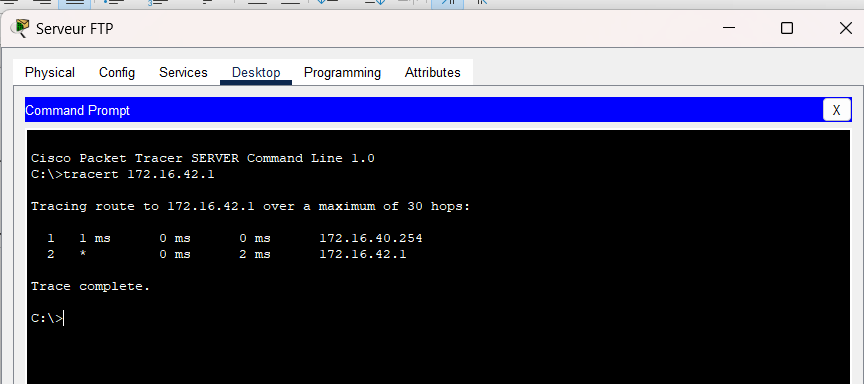 Serveur FTP
Physical Config Services Desktop Programming Attributes
Command Prompt X
Cisco Packet Tracer SERVER Command Line 1.0
C:\>tracert 172.16.42.1
Tracing route to 172.16.42.1 over a maximum of 30 hops:
1 1 ms 0 ms 0 ms 172.16.40.254
2 * 0 ms 2 ms 172.16.42.1
Trace complete.
C:\>